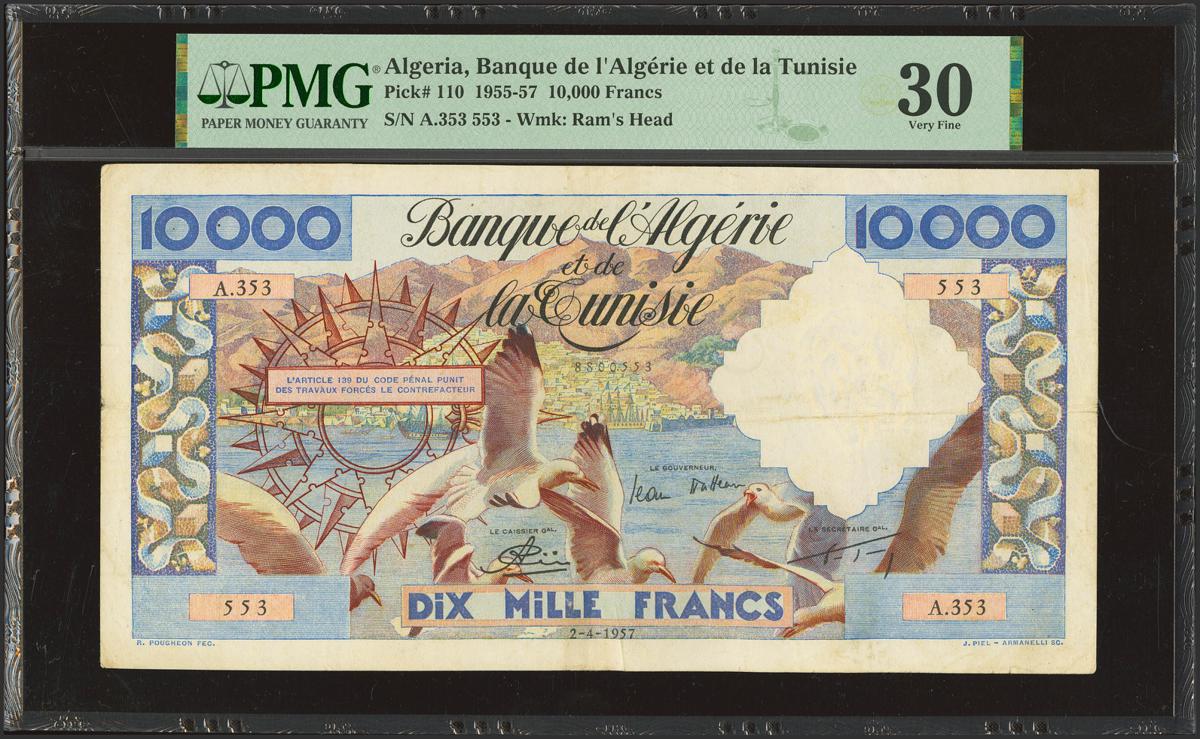 PMG®
PAPER MONEY GUARANTY
Algeria, Banque de l'Algérie et de la Tunisie
Pick# 110 1955-57 10,000 Francs
S/N A.353 553 - Wmk: Ram's Head
30
Very Fine
10000
Banque de l'Algérie
et de
la Tunisie
10000
A.353
553
8800553
L'ARTICLE 139 DU CODE PÉNAL PUNIT
DES TRAVAUX FORCÉS LE CONTREFACTEUR
LE GOUVERNEUR,
LE CAISSIER GAL.
LE SECRÉTAIRE GAL.
553
DIX MILLE FRANCS
A.353
2-4-1957
R. POUGHEON FEC.
J. PIEL - ARMANELLI SC.